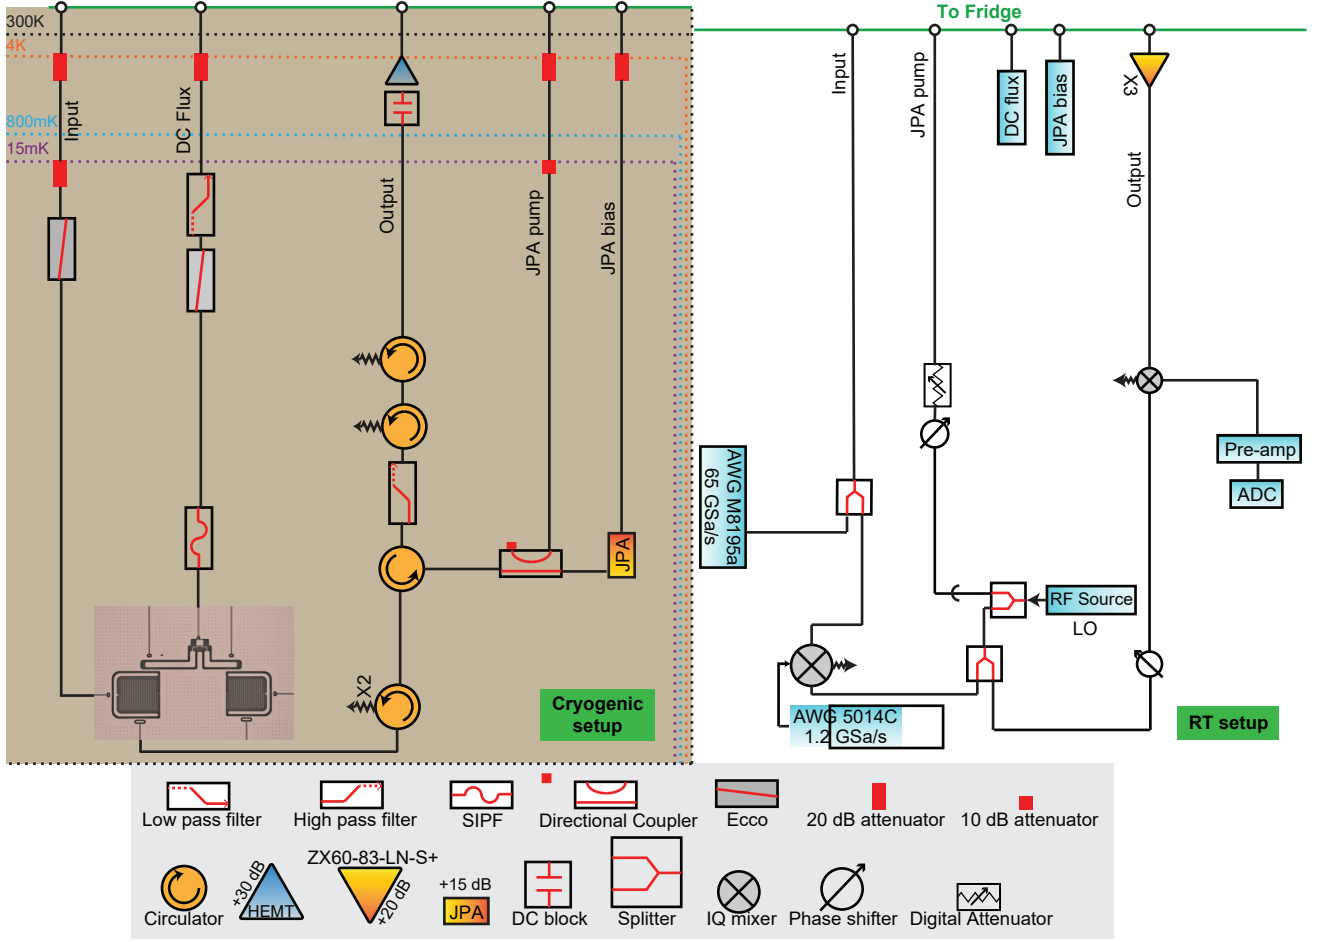 To Fridge
300K
4K
800mK
15mK
Input
DC Flux
Output
JPA pump
JPA bias
JPA
X2
Cryogenic
setup
Input
JPA pump
DC flux
JPA bias
X3
Output
AWG M8195a
65 GSa/s
Pre-amp
ADC
RF Source
LO
AWG 5014C
1.2 GSa/s
RT setup
Low pass filter
High pass filter
SIPF
Directional Coupler
Ecco
20 dB attenuator
10 dB attenuator
Circulator
+30 dB
HEMT
ZX60-83-LN-S+
+20 dB
+15 dB
JPA
DC block
Splitter
IQ mixer
Phase shifter
Digital Attenuator